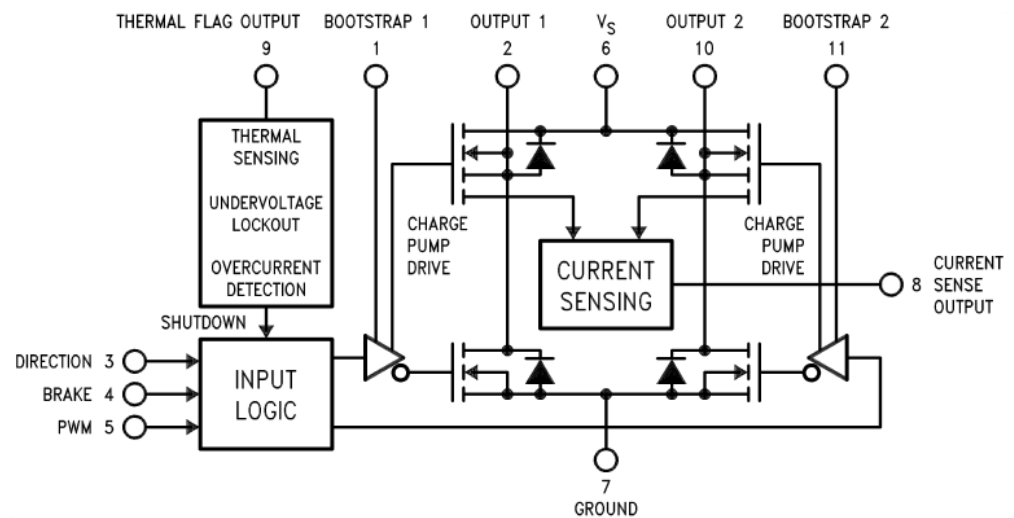 THERMAL FLAG OUTPUT
9
BOOTSTRAP 1
1
OUTPUT 1
2
VS
6
OUTPUT 2
10
BOOTSTRAP 2
11
THERMAL
SENSING
UNDERVOLTAGE
LOCKOUT
OVERCURRENT
DETECTION
CHARGE
PUMP
DRIVE
CURRENT
SENSING
CHARGE
PUMP
DRIVE
8 CURRENT
SENSE
OUTPUT
SHUTDOWN
DIRECTION 3
BRAKE 4
PWM 5
INPUT
LOGIC
7
GROUND